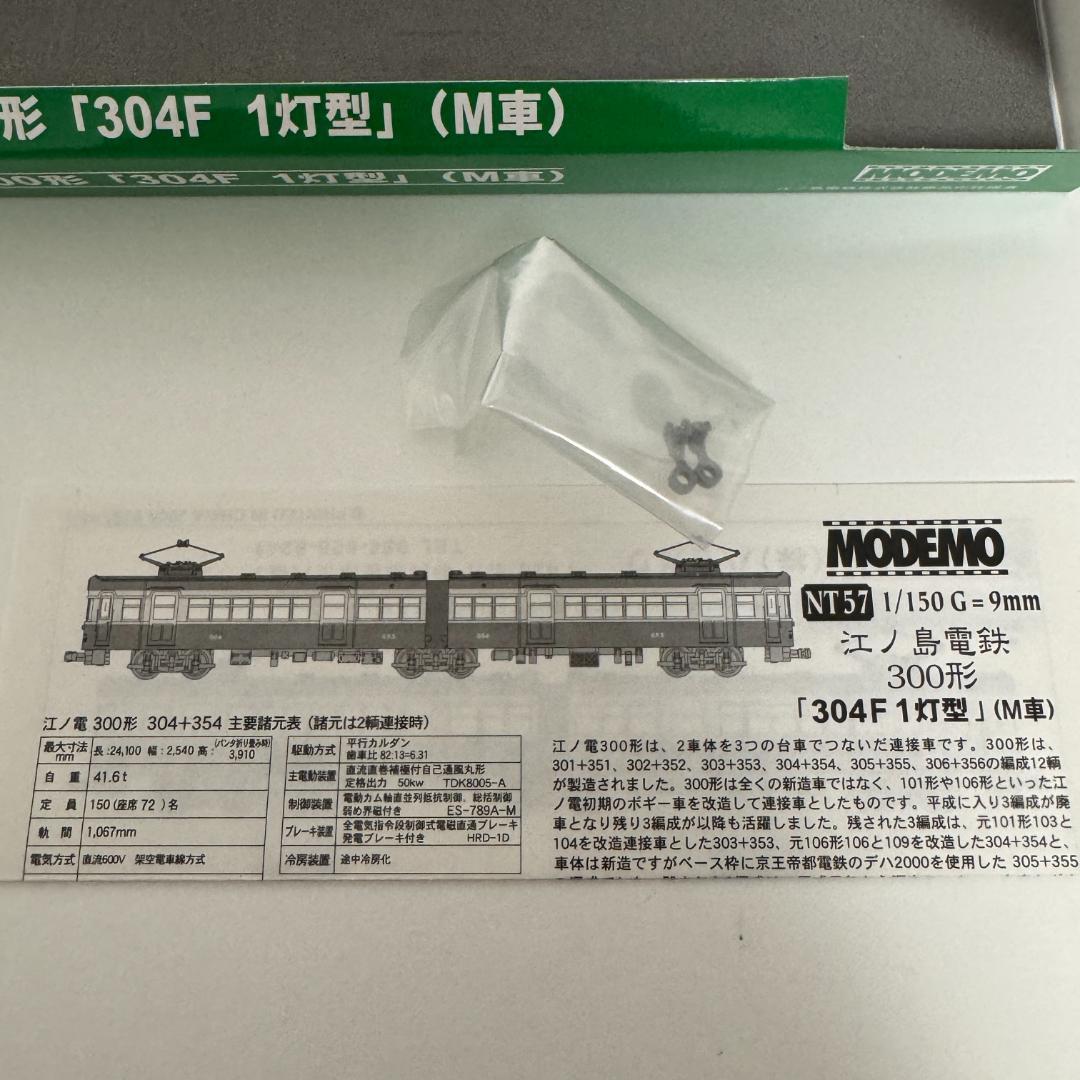 形「304F 1灯型」(M車)
00形「304F 1灯型」(M車)
MODEMO
MODEMO
NT57 1/150 G=9mm
江ノ島電鉄
300形
「304F 1灯型」(M車)
江ノ電 300形 304+354 主要諸元表 (諸元は2輌連接時)
最大寸法mm 長:24,100 幅:2,540 高:(パンタ折り畳み時)3,910
自重 41.6t
定員 150(座席 72)名
軌間 1,067mm
電気方式 直流600V 架空電車線方式
駆動方式 平行カルダン
歯車比 82:13=6.31
主電動装置 直流直巻補極付自己通風丸形
定格出力 50kw TDK8005-A
制御装置 電動カム軸直並列抵抗制御、総括制御
弱め界磁付き ES-789A-M
ブレーキ装置 全電気指令段制御式電磁直通ブレーキ
発電ブレーキ付き HRD-1D
冷房装置 途中冷房化
江ノ電300形は、2車体を3つの台車でつないだ連接車です。300形は、
301+351、302+352、303+353、304+354、305+355、306+356の6編成12輌
が製造されました。300形は全くの新造車ではなく、101形や106形といった江
ノ電初期のボギー車を改造して連接車としたものです。平成に入り3編成が廃
車となり残り3編成が以降も活躍しました。残された3編成は、元101形103と
104を改造連接車とした303+353、元106形106と109を改造した304+354と、
車体は新造ですがベース枠に京王帝都電鉄のデハ2000を使用した 305+355